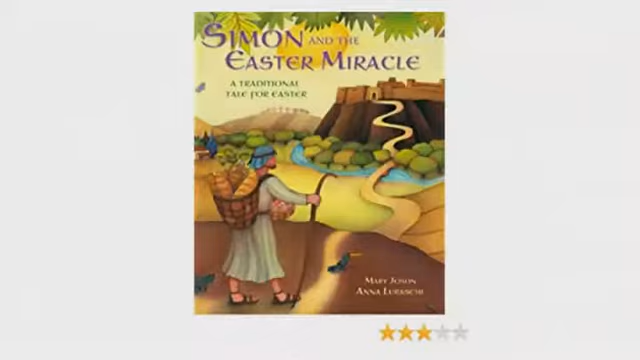 SIMON AND THE
EASTER MIRACLE
A TRADITIONAL
TALE FOR EASTER
MARY JOSLIN
ANNA LURASCHI